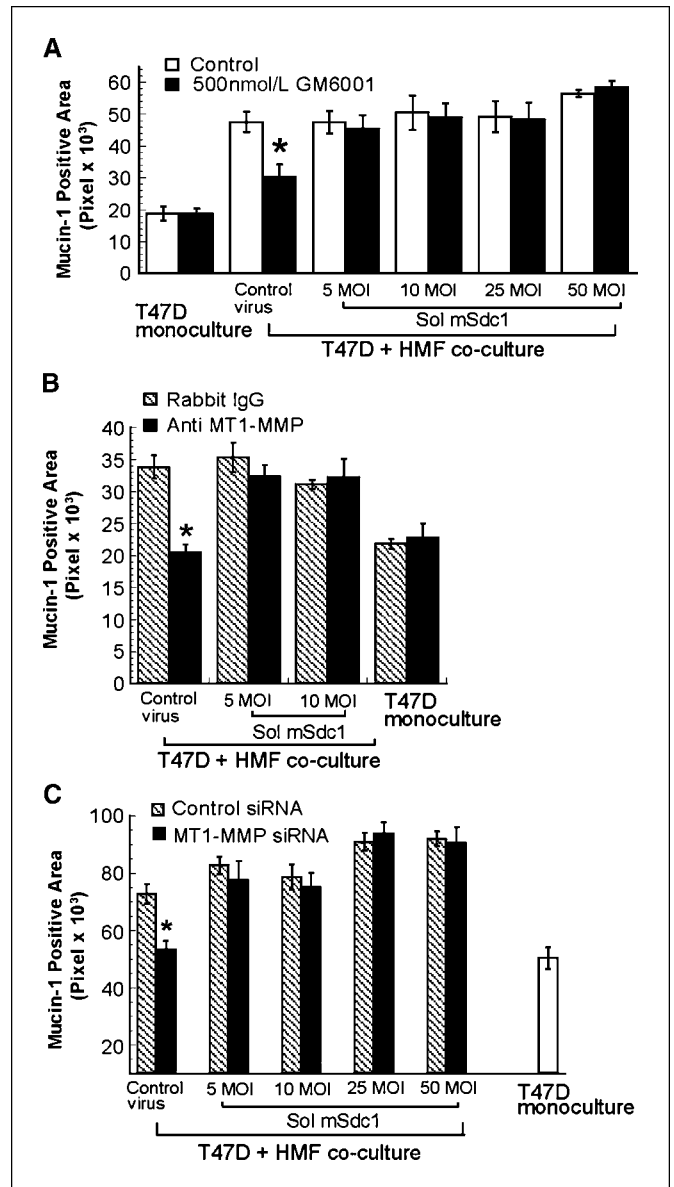 A
Control
500nmol/L GM6001
Mucin-1 Positive Area
(Pixel x 10³)
60
50
40
30
20
10
0
*
T47D
monoculture
Control
virus
5 MOI
10 MOI
25 MOI
50 MOI
Sol mSdc1
T47D + HMF co-culture
B
Rabbit IgG
Anti MT1-MMP
Mucin-1 Positive Area
(Pixel x 10³)
40
35
30
25
20
15
10
5
0
*
Control
virus
5 MOI
10 MOI
T47D
monoculture
Sol mSdc1
T47D + HMF co-culture
C
Control siRNA
MT1-MMP siRNA
Mucin-1 Positive Area
(Pixel x 10³)
100
80
60
40
20
*
Control
virus
5 MOI
10 MOI
25 MOI
50 MOI
T47D
monoculture
Sol mSdc1
T47D + HMF co-culture